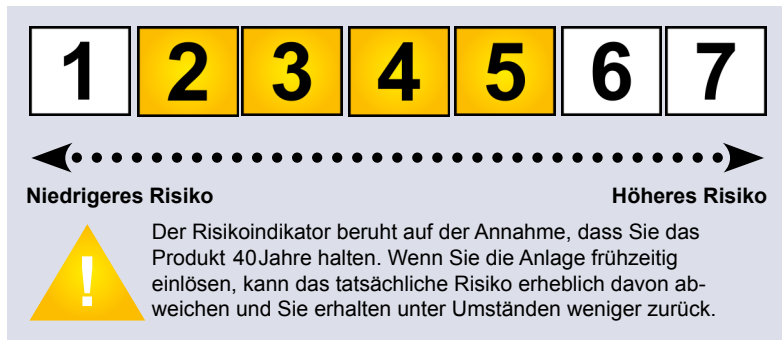 1 2 3 4 5 6 7
Niedrigeres Risiko Höheres Risiko
!
Der Risikoindikator beruht auf der Annahme, dass Sie das
Produkt 40 Jahre halten. Wenn Sie die Anlage frühzeitig
einlösen, kann das tatsächliche Risiko erheblich davon ab-
weichen und Sie erhalten unter Umständen weniger zurück.